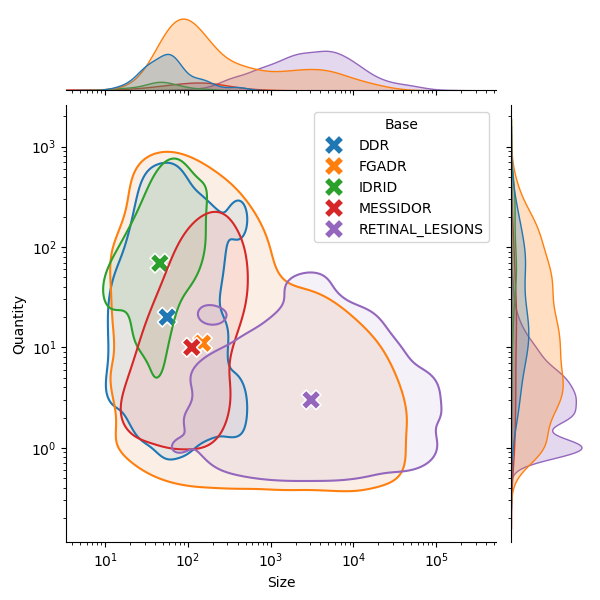 Base
DDR
FGADR
IDRID
MESSIDOR
RETINAL_LESIONS
Quantity
10³
10²
10¹
10⁰
10¹ 10² 10³ 10⁴ 10⁵
Size